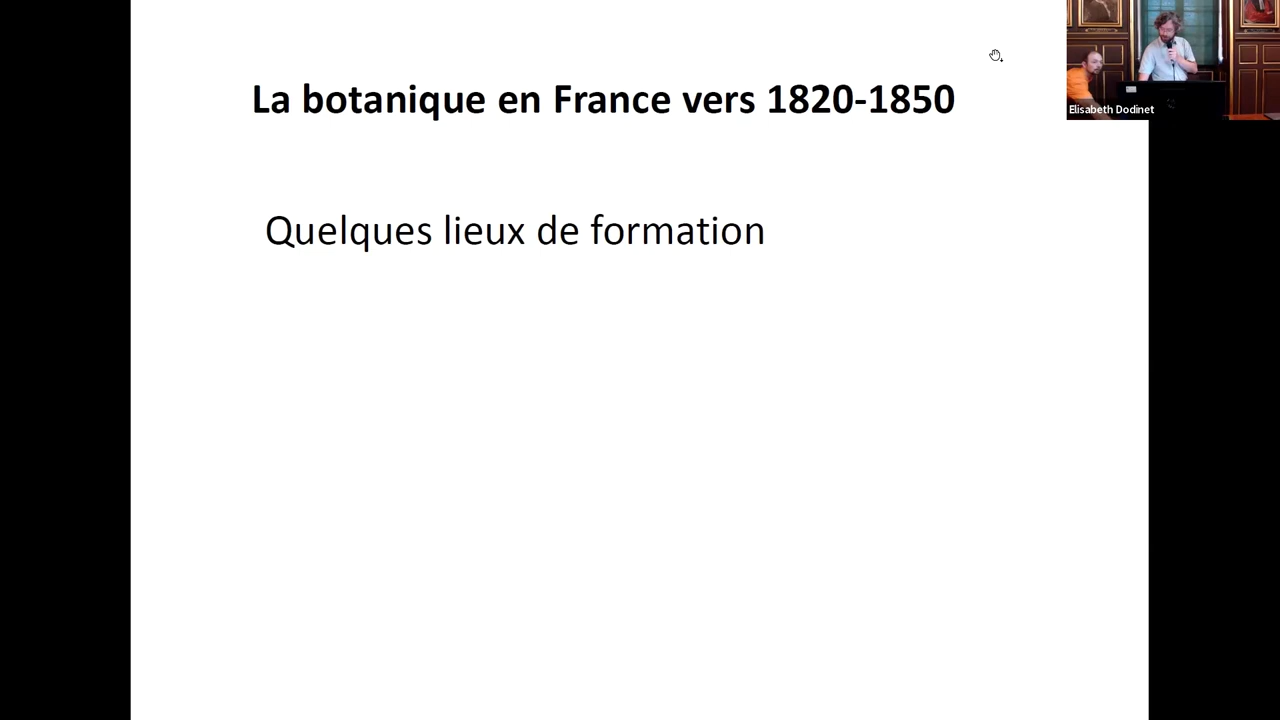 La botanique en France vers 1820-1850
Elisabeth Dodinet
Quelques lieux de formation